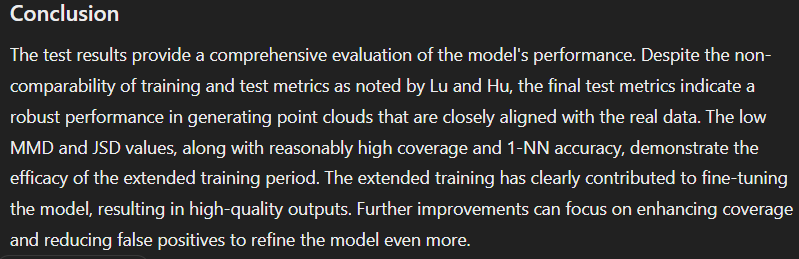 Conclusion
The test results provide a comprehensive evaluation of the model's performance. Despite the non-
comparability of training and test metrics as noted by Lu and Hu, the final test metrics indicate a
robust performance in generating point clouds that are closely aligned with the real data. The low
MMD and JSD values, along with reasonably high coverage and 1-NN accuracy, demonstrate the
efficacy of the extended training period. The extended training has clearly contributed to fine-tuning
the model, resulting in high-quality outputs. Further improvements can focus on enhancing coverage
and reducing false positives to refine the model even more.